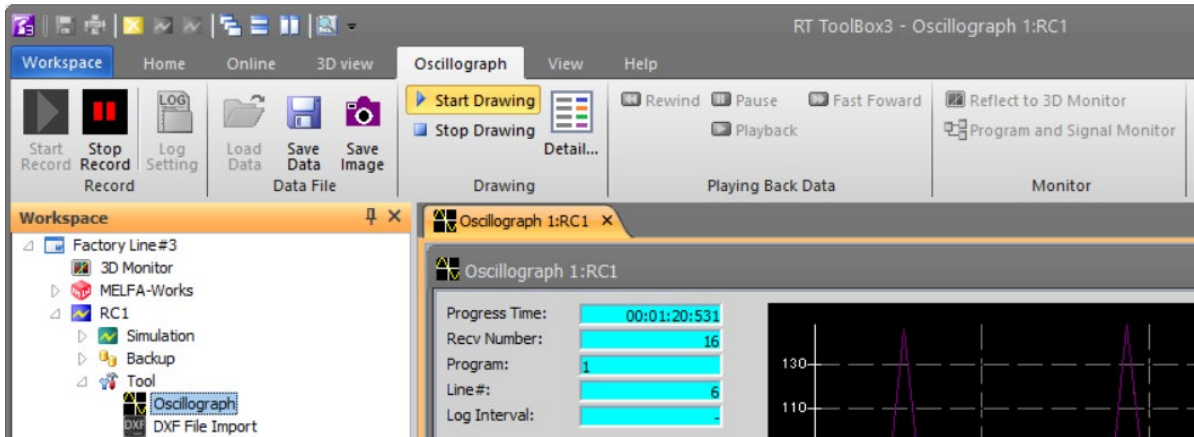 RT ToolBox3 - Oscillograph 1:RC1
Workspace Home Online 3D view Oscillograph View Help
LOG
Start Record
Stop Record
Log Setting
Load Data
Save Data
Save Image
Start Drawing
Stop Drawing
Detail...
Rewind Pause Fast Foward
Playback
Reflect to 3D Monitor
Program and Signal Monitor
Record Data File Drawing Playing Back Data Monitor
Workspace
Factory Line#3
3D Monitor
MELFA-Works
RC1
Simulation
Backup
Tool
Oscillograph
DXF DXF File Import
Oscillograph 1:RC1
Oscillograph 1:RC1
Progress Time: 00:01:20:531
Recv Number: 16
Program: 1
Line#: 6
Log Interval: -
130
110